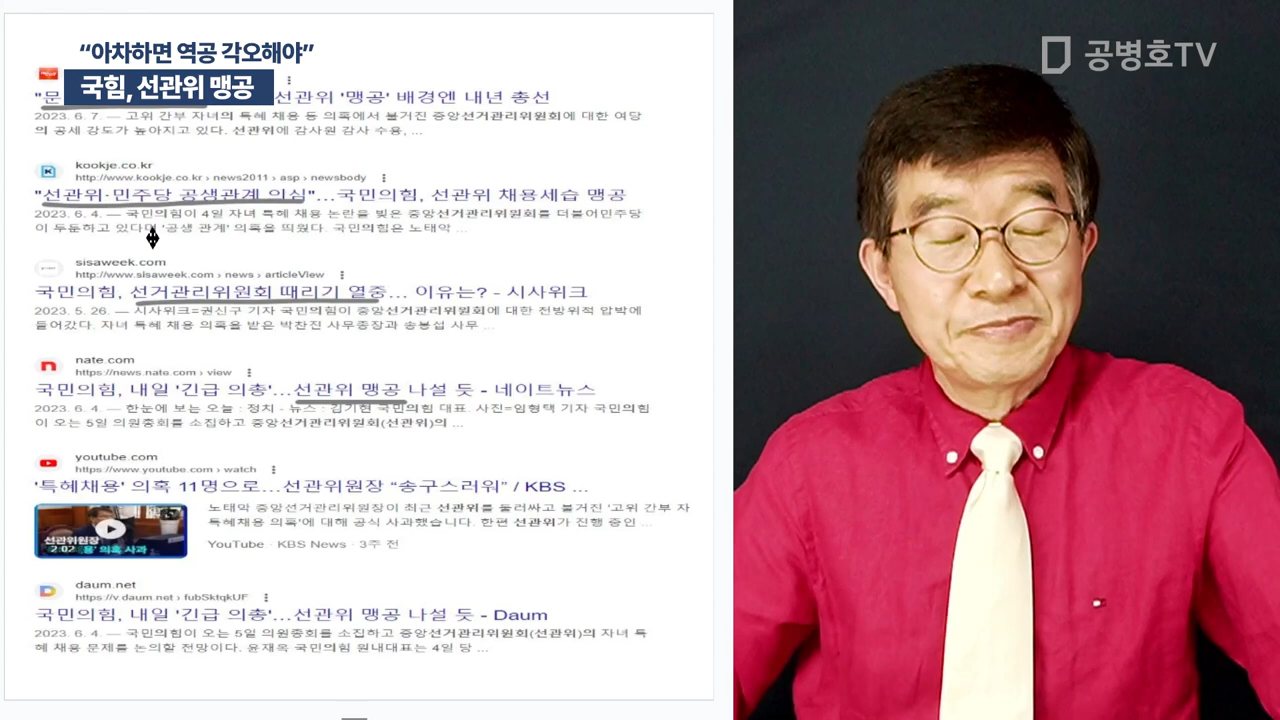 “아차하면 역공 각오해야”
국힘, 선관위 맹공
공병호TV
"문 선관위 '맹공' 배경엔 내년 총선
2023. 6. 7. — 고위 간부 자녀의 특혜 채용 등 의혹에서 불거진 중앙선거관리위원회에 대한 여당
의 공세 강도가 높아지고 있다. 선관위에 감사원 감사 수용, ...
kookje.co.kr
http://www.kookje.co.kr › news2011 › asp › newsbody
"선관위·민주당 공생관계 의심"...국민의힘, 선관위 채용세습 맹공
2023. 6. 4. — 국민의힘이 4일 자녀 특혜 채용 논란을 빚은 중앙선거관리위원회를 더불어민주당
이 두둔하고 있다며 '공생 관계' 의혹을 띄웠다. 국민의힘은 노태악 ...
sisaweek.com
http://www.sisaweek.com › news › articleView
국민의힘, 선거관리위원회 때리기 열중... 이유는? - 시사위크
2023. 5. 26. — 시사위크=권신구 기자 국민의힘이 중앙선거관리위원회에 대한 전방위적 압박에
들어갔다. 자녀 특혜 채용 의혹을 받은 박찬진 사무총장과 송봉섭 사무 ...
nate.com
https://news.nate.com › view
국민의힘, 내일 '긴급 의총'...선관위 맹공 나설 듯 - 네이트뉴스
2023. 6. 4. — 한눈에 보는 오늘 : 정치 - 뉴스 : 김기현 국민의힘 대표. 사진=임형택 기자 국민의힘
이 오는 5일 의원총회를 소집하고 중앙선거관리위원회(선관위)의 ...
youtube.com
https://www.youtube.com › watch
'특혜채용' 의혹 11명으로...선관위원장 “송구스러워” / KBS ...
선관위원장
2:02 용' 의혹 사과
노태악 중앙선거관리위원장이 최근 선관위를 둘러싸고 불거진 '고위 간부 자
특혜채용 의혹'에 대해 공식 사과했습니다. 한편 선관위가 진행 중인 ...
YouTube · KBS News · 3주 전
daum.net
https://v.daum.net › fubSktqkUF
국민의힘, 내일 '긴급 의총'...선관위 맹공 나설 듯 - Daum
2023. 6. 4. — 국민의힘이 오는 5일 의원총회를 소집하고 중앙선거관리위원회(선관위)의 자녀 특
혜 채용 문제를 논의할 전망이다. 윤재옥 국민의힘 원내대표는 4일 당 ...